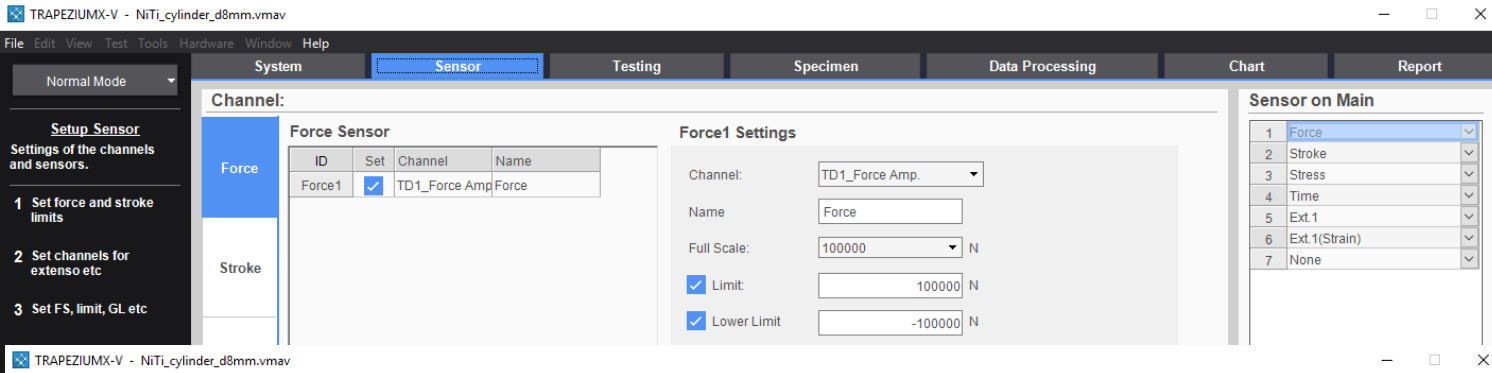 TRAPEZIUMX-V - NiTi_cylinder_d8mm.vmav
File Edit View Test Tools Hardware Window Help
Normal Mode
System Sensor Testing Specimen Data Processing Chart Report
Setup Sensor
Settings of the channels
and sensors.
1 Set force and stroke
limits
2 Set channels for
extenso etc
3 Set FS, limit, GL etc
Channel:
Force
Stroke
Force Sensor
ID Set Channel Name
Force1 TD1_Force Amp Force
Force1 Settings
Channel: TD1_Force Amp.
Name Force
Full Scale: 100000 N
Limit: 100000 N
Lower Limit -100000 N
Sensor on Main
1 Force
2 Stroke
3 Stress
4 Time
5 Ext.1
6 Ext.1(Strain)
7 None
TRAPEZIUMX-V - NiTi_cylinder_d8mm.vmav